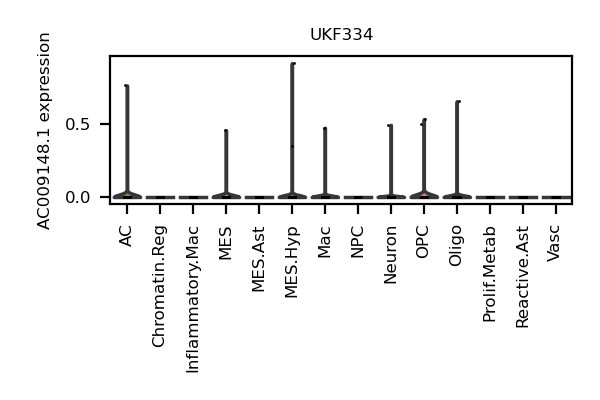 UKF334
AC009148.1 expression
0.5
0.0
AC
Chromatin.Reg
Inflammatory.Mac
MES
MES.Ast
MES.Hyp
Mac
NPC
Neuron
OPC
Oligo
Prolif.Metab
Reactive.Ast
Vasc